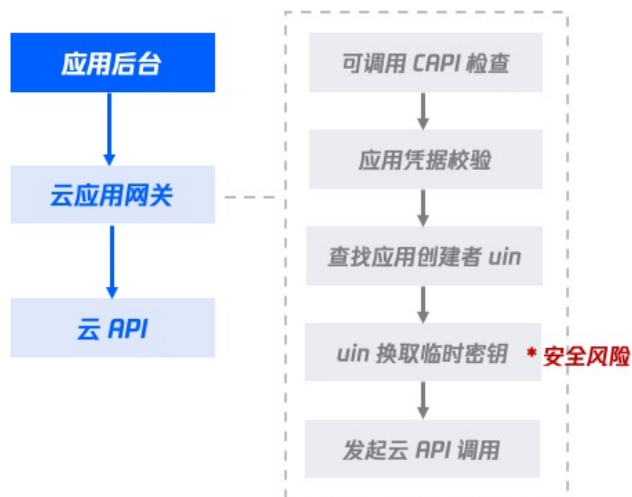 应用后台
云应用网关
云 API
可调用 CAPI 检查
应用凭据校验
查找应用创建者 uin
uin 换取临时密钥 * 安全风险
发起云 API 调用